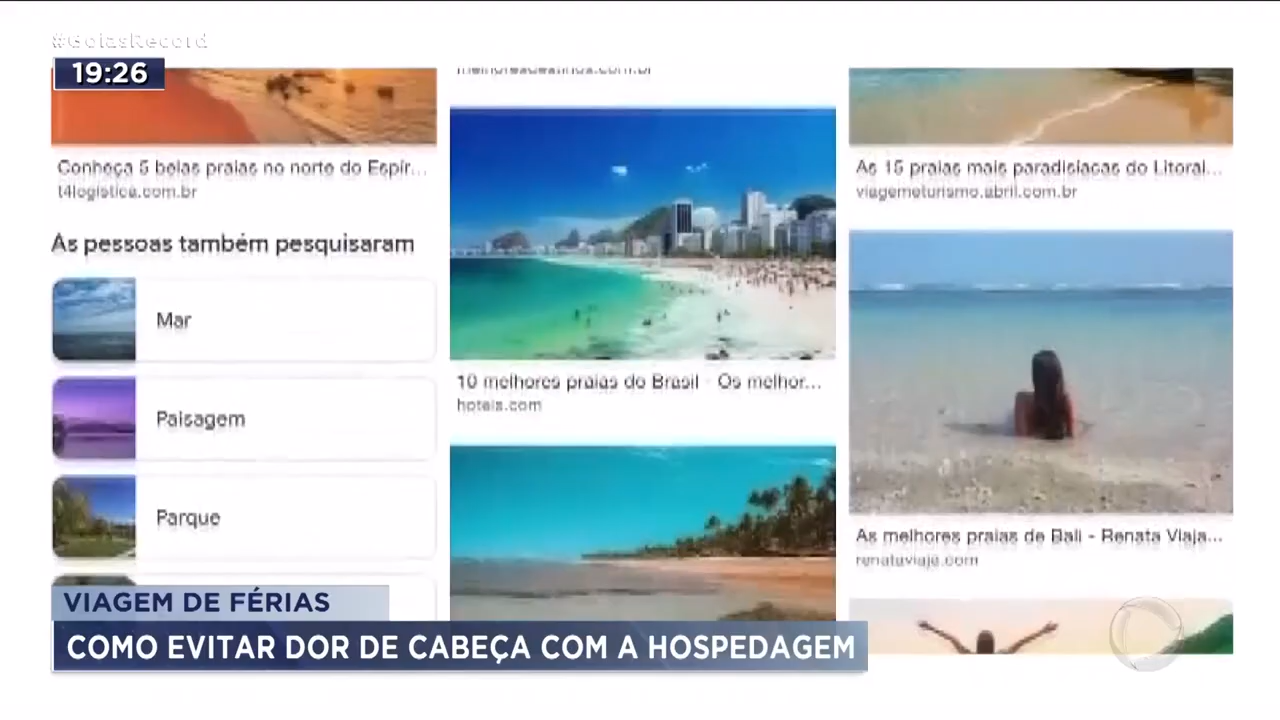 #GoiásRecord
19:26
Conheça 5 belas praias no norte do Espír...
t4logistica.com.br
As pessoas também pesquisaram
Mar
Paisagem
Parque
melhoresdestinos.com.br
10 melhores praias do Brasil - Os melhor...
hoteis.com
As 15 praias mais paradisíacas do Litoral...
viagemeturismo.abril.com.br
As melhores praias de Bali - Renata Viaja...
renataviaja.com
VIAGEM DE FÉRIAS
COMO EVITAR DOR DE CABEÇA COM A HOSPEDAGEM